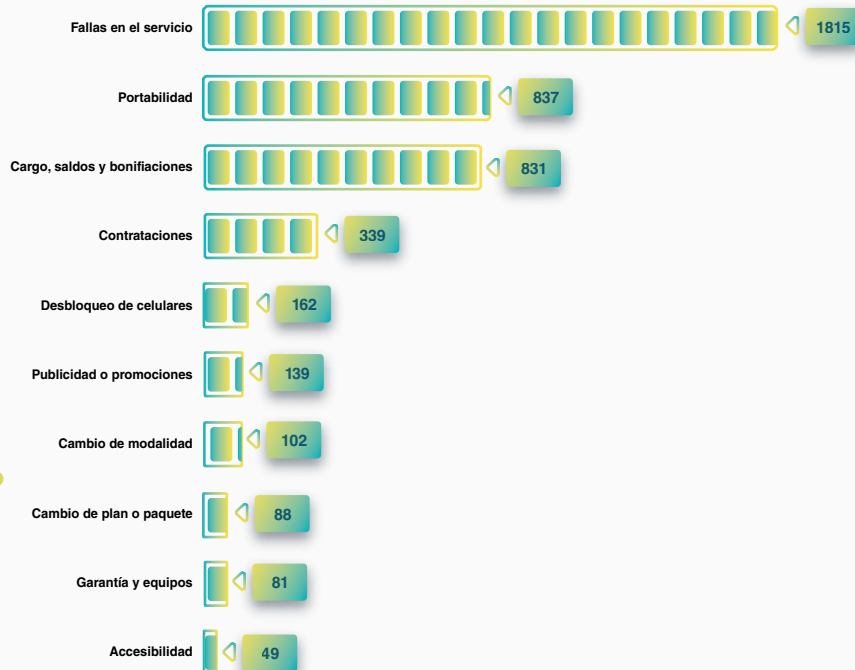 Fallas en el servicio 1815
Portabilidad 837
Cargo, saldos y bonifiaciones 831
Contrataciones 339
Desbloqueo de celulares 162
Publicidad o promociones 139
Cambio de modalidad 102
Cambio de plan o paquete 88
Garantía y equipos 81
Accesibilidad 49